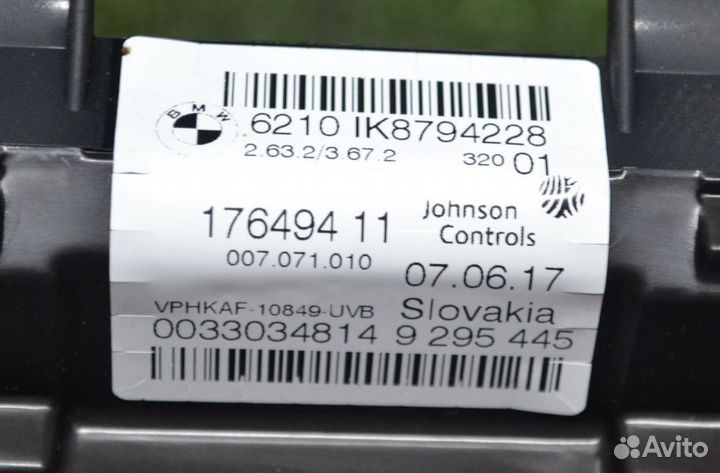 BMW
6210 IK8794228
2.63.2/3.67.2 320 01
176494 11
Johnson
Controls
007.071.010
07.06.17
VPHKAF-10849-UVB Slovakia
0033034814 9 295 445
Avito